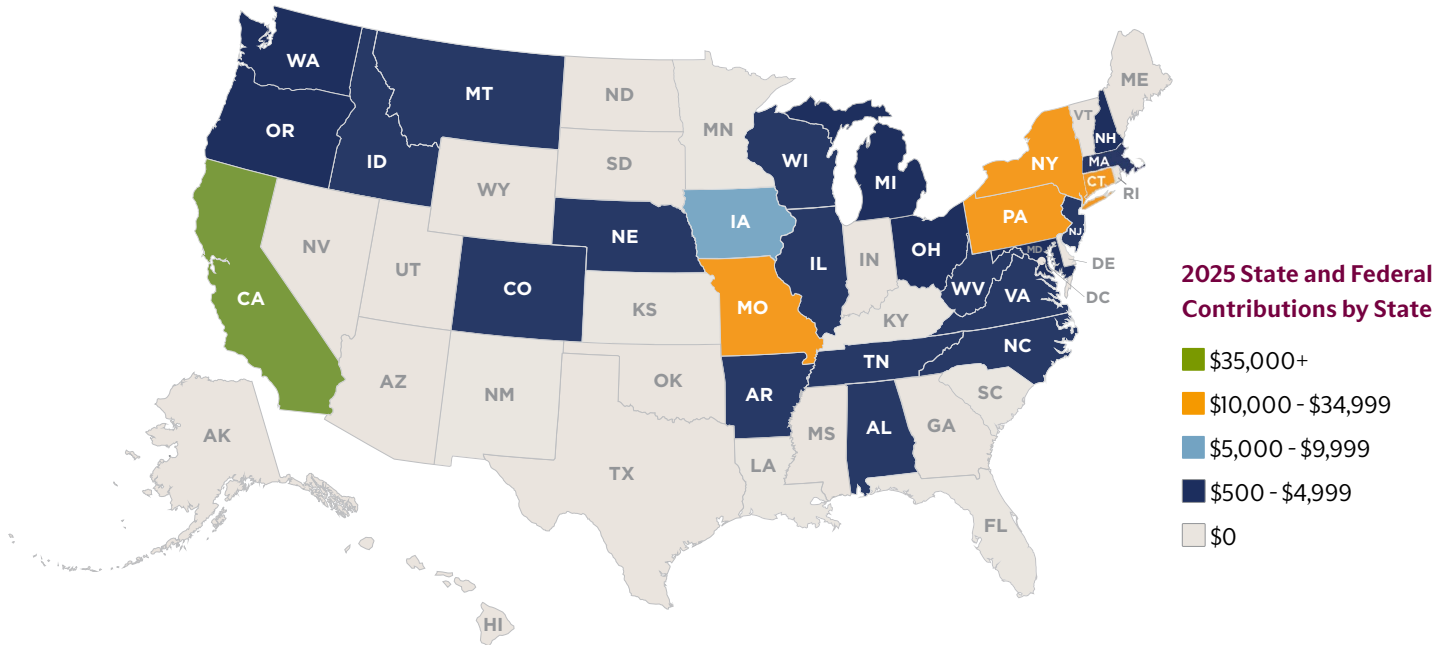 WA
MT
ND
ME
MN
VT
OR
NH
ID
WI
SD
MA
NY
MI
CT
WY
RI
PA
IA
NE
NJ
NV
OH
MD
IN
IL
UT
DE
2025 State and Federal
CO
WV
VA
CA
DC
MO
Contributions by State
KS
KY
NC
$35,000+
TN
AZ
OK
NM
AR
SC
$10,000 - $34,999
GA
AL
MS
AK
$5,000 - $9,999
LA
TX
$500 - $4,999
FL
$0
HI